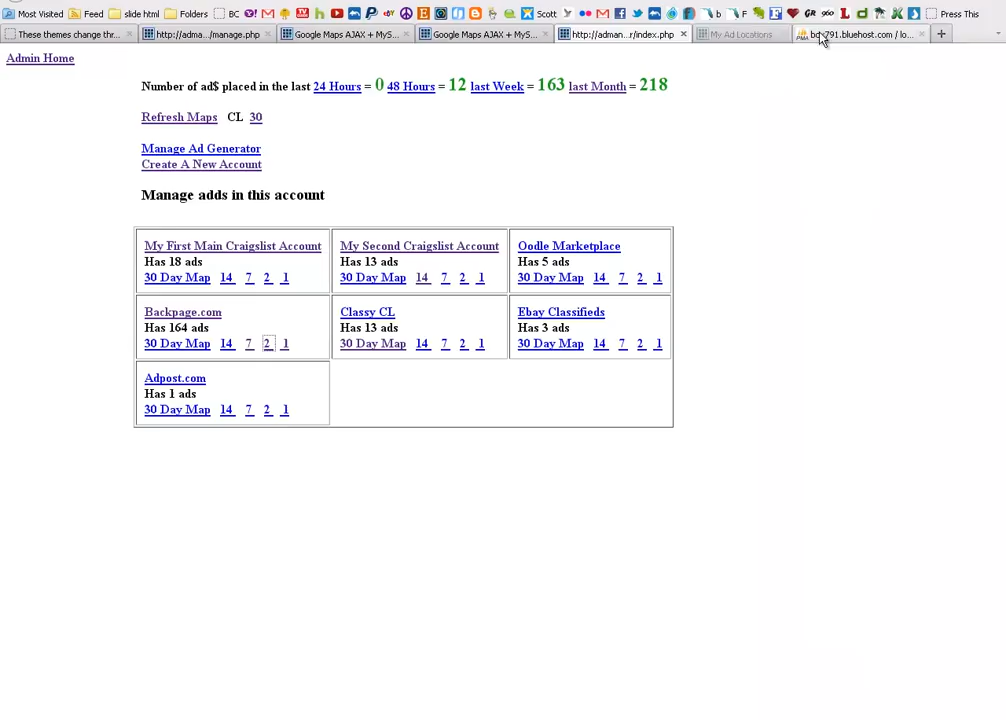 Most Visited Feed slide html Folders BC Scott b F GR 960 Press This
These themes change thr... http://adma.../manage.php Google Maps AJAX + MyS... Google Maps AJAX + MyS... http://adman...r/index.php My Ad Locations 791.bluehost.com / lo...
Admin Home
Number of ad$ placed in the last 24 Hours = 0 48 Hours = 12 last Week = 163 last Month = 218
Refresh Maps CL 30
Manage Ad Generator
Create A New Account
Manage adds in this account
My First Main Craigslist Account My Second Craigslist Account Oodle Marketplace
Has 18 ads Has 13 ads Has 5 ads
30 Day Map 14 7 2 1 30 Day Map 14 7 2 1 30 Day Map 14 7 2 1
Backpage.com Classy CL Ebay Classifieds
Has 164 ads Has 13 ads Has 3 ads
30 Day Map 14 7 2 1 30 Day Map 14 7 2 1 30 Day Map 14 7 2 1
Adpost.com
Has 1 ads
30 Day Map 14 7 2 1